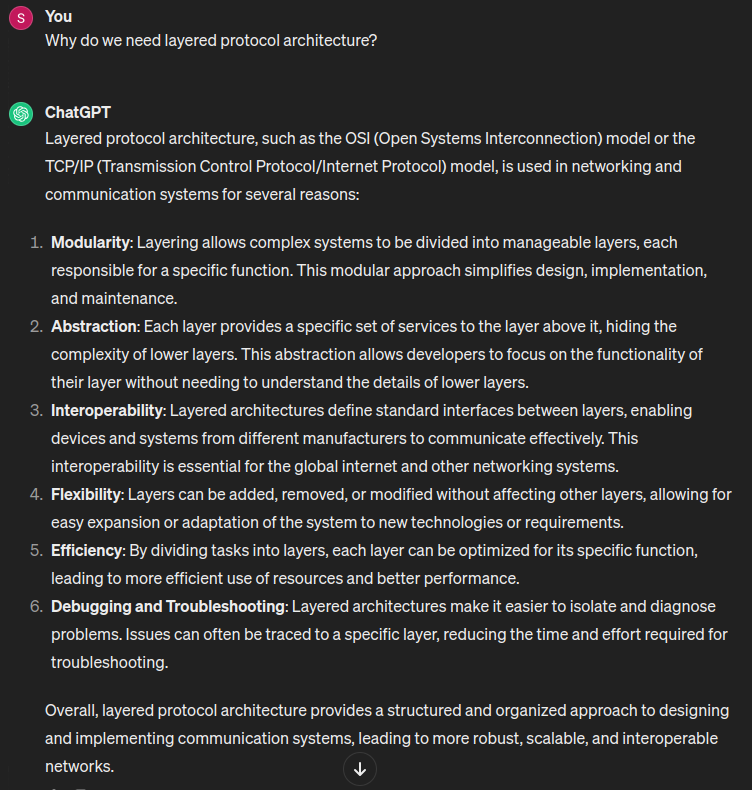 S
You
Why do we need layered protocol architecture?
ChatGPT
Layered protocol architecture, such as the OSI (Open Systems Interconnection) model or the
TCP/IP (Transmission Control Protocol/Internet Protocol) model, is used in networking and
communication systems for several reasons:
1. Modularity: Layering allows complex systems to be divided into manageable layers, each
responsible for a specific function. This modular approach simplifies design, implementation,
and maintenance.
2. Abstraction: Each layer provides a specific set of services to the layer above it, hiding the
complexity of lower layers. This abstraction allows developers to focus on the functionality of
their layer without needing to understand the details of lower layers.
3. Interoperability: Layered architectures define standard interfaces between layers, enabling
devices and systems from different manufacturers to communicate effectively. This
interoperability is essential for the global internet and other networking systems.
4. Flexibility: Layers can be added, removed, or modified without affecting other layers, allowing for
easy expansion or adaptation of the system to new technologies or requirements.
5. Efficiency: By dividing tasks into layers, each layer can be optimized for its specific function,
leading to more efficient use of resources and better performance.
6. Debugging and Troubleshooting: Layered architectures make it easier to isolate and diagnose
problems. Issues can often be traced to a specific layer, reducing the time and effort required for
troubleshooting.
Overall, layered protocol architecture provides a structured and organized approach to designing
and implementing communication systems, leading to more robust, scalable, and interoperable
networks.